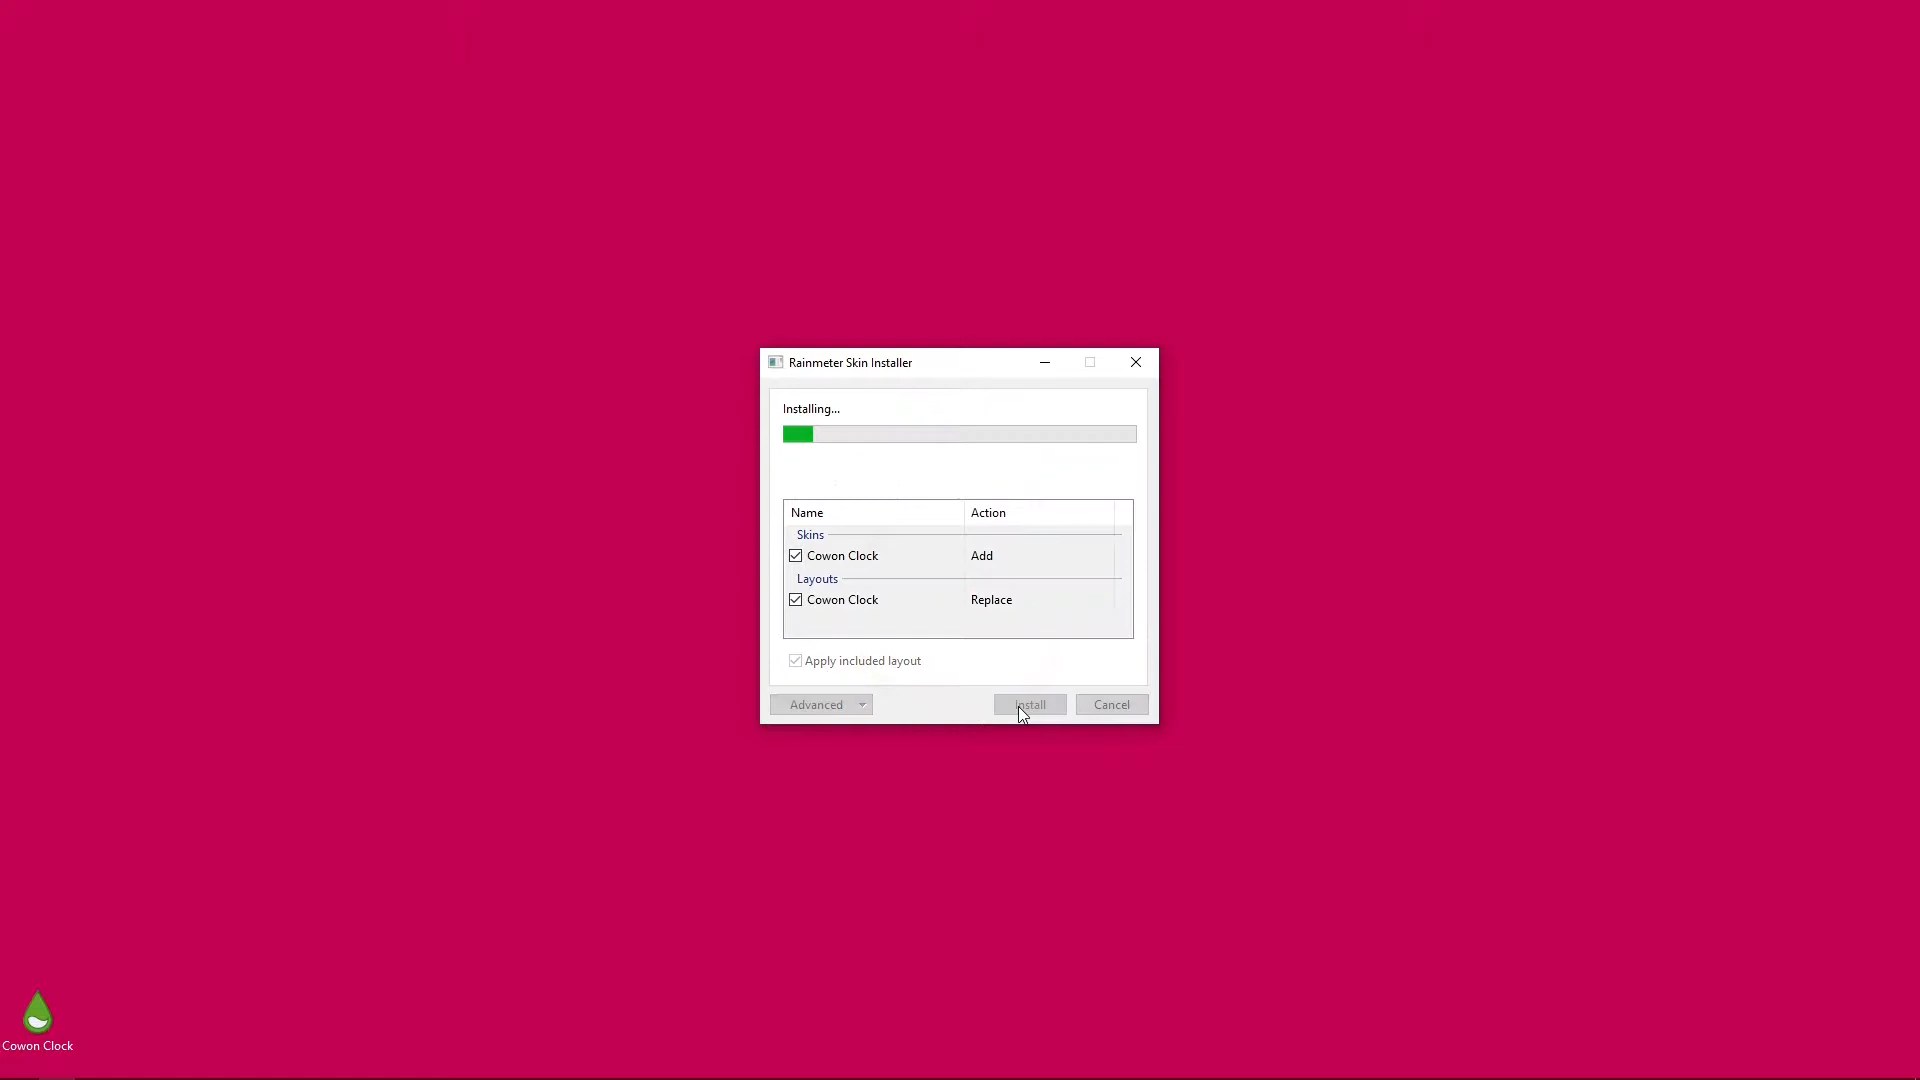 Rainmeter Skin Installer
Installing...
Name Action
Skins
Cowon Clock Add
Layouts
Cowon Clock Replace
Apply included layout
Advanced Install Cancel
Cowon Clock